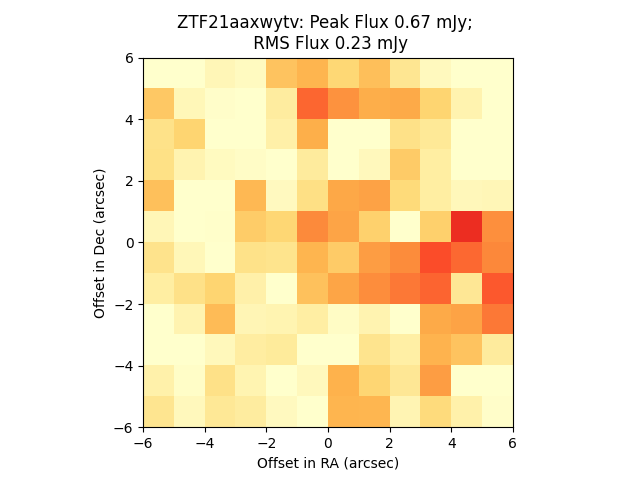 ZTF21aaxwytv: Peak Flux 0.67 mJy;
RMS Flux 0.23 mJy
6
4
2
0
−2
−4
−6
Offset in Dec (arcsec)
−6 −4 −2 0 2 4 6
Offset in RA (arcsec)